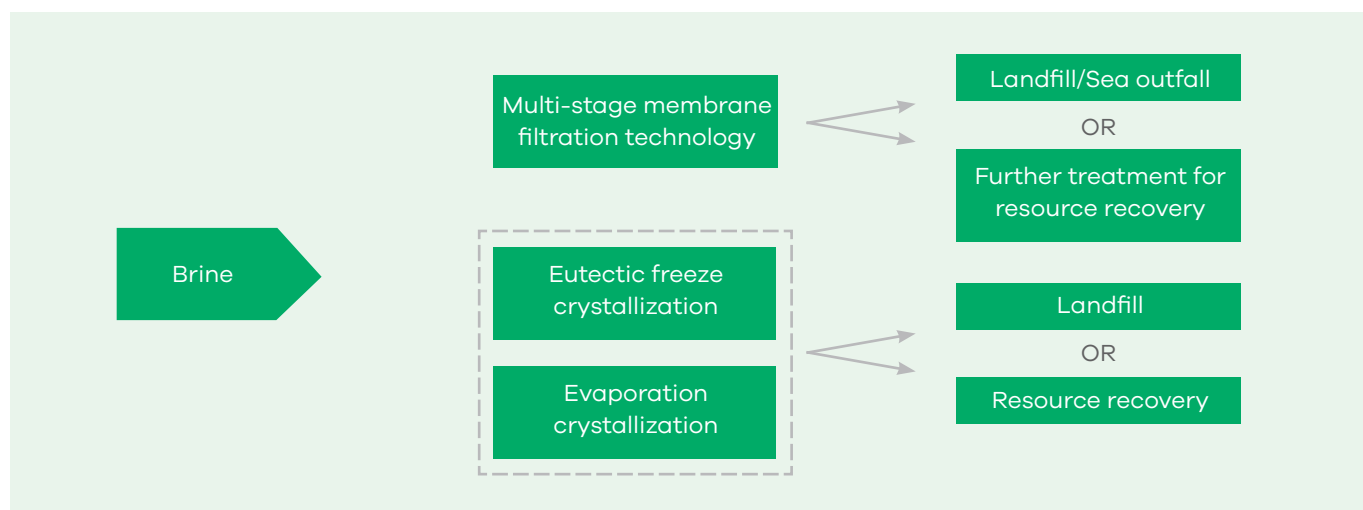 Brine
Multi-stage membrane
filtration technology
Landfill/Sea outfall
OR
Further treatment for
resource recovery
Eutectic freeze
crystallization
Evaporation
crystallization
Landfill
OR
Resource recovery